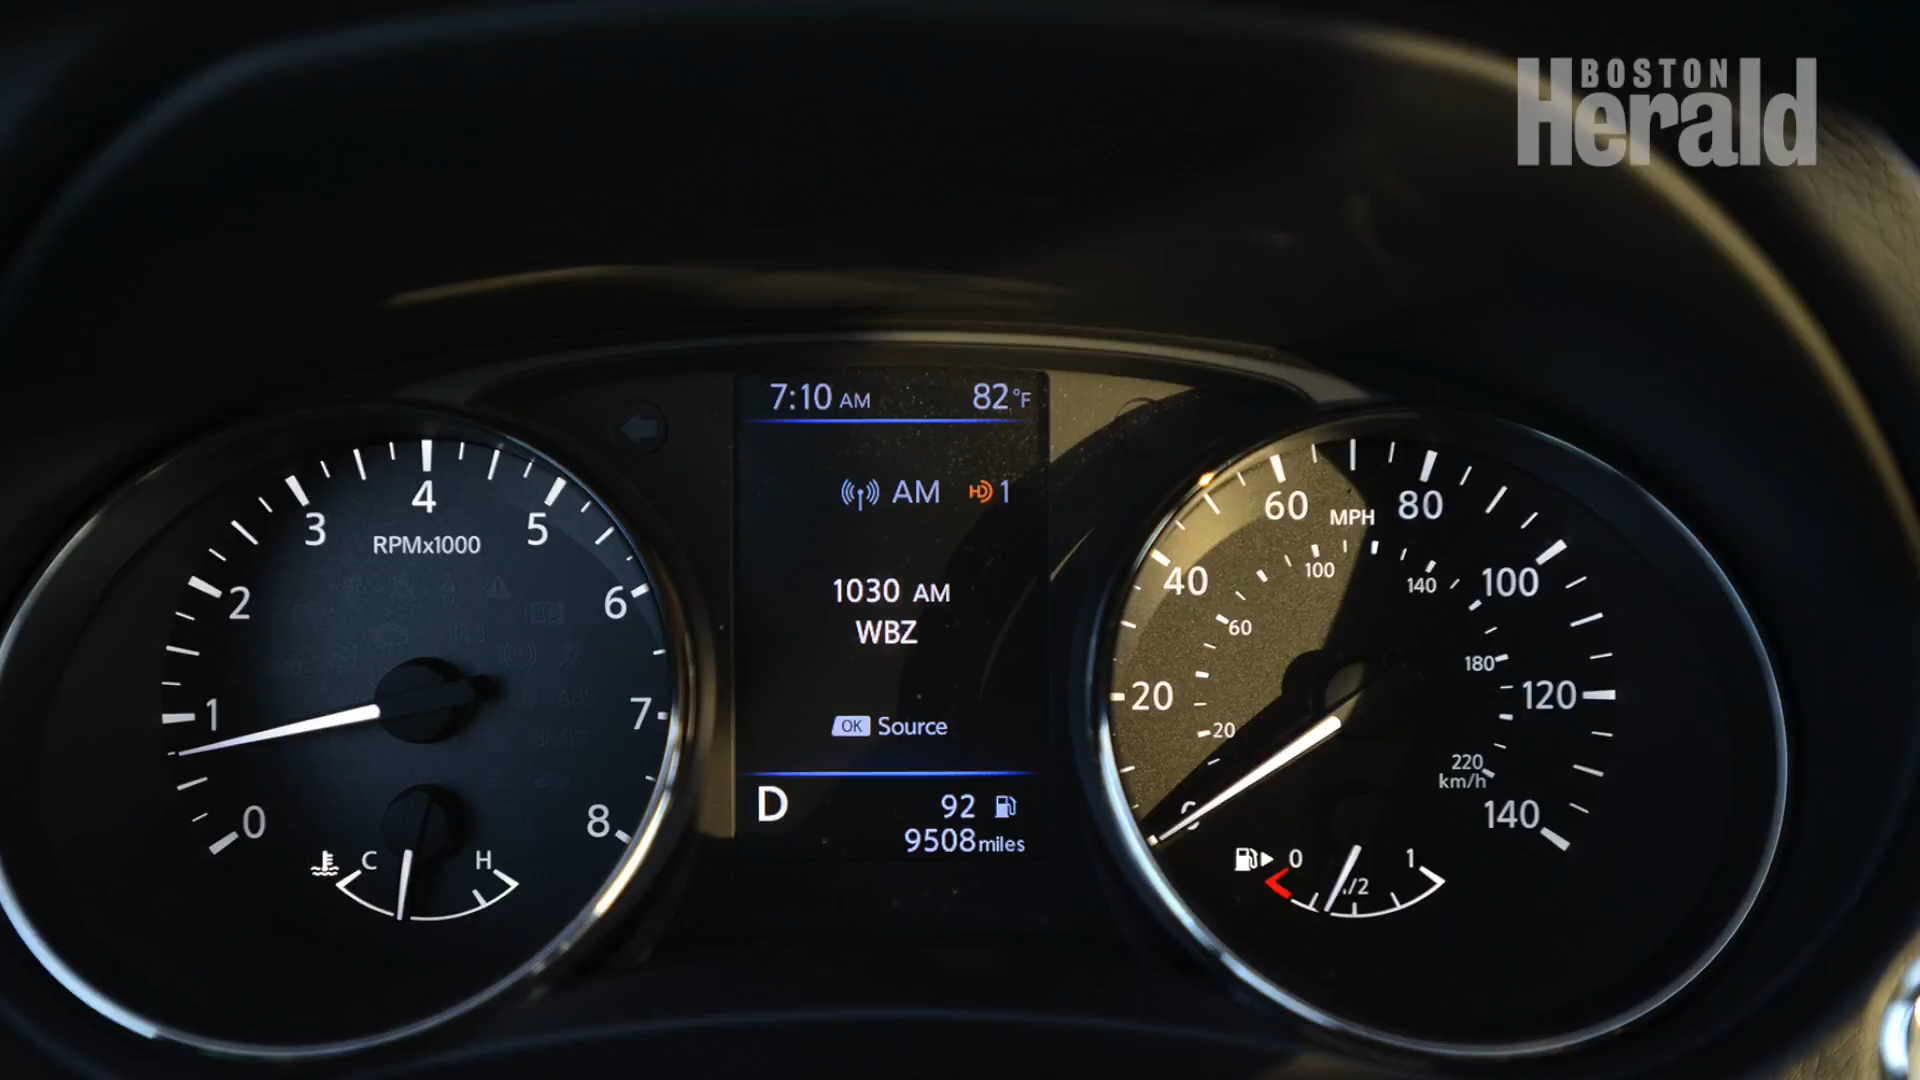 BOSTON
Herald
7:10 AM 82°F
AM HD 1
1030 AM
WBZ
OK Source
D 92
9508 miles
0 1 2 3 4 5 6 7 8
RPMx1000
C H
0 20 40 60 80 100 120 140
MPH
20 60 100 140 180 220
km/h
0 1/2 1